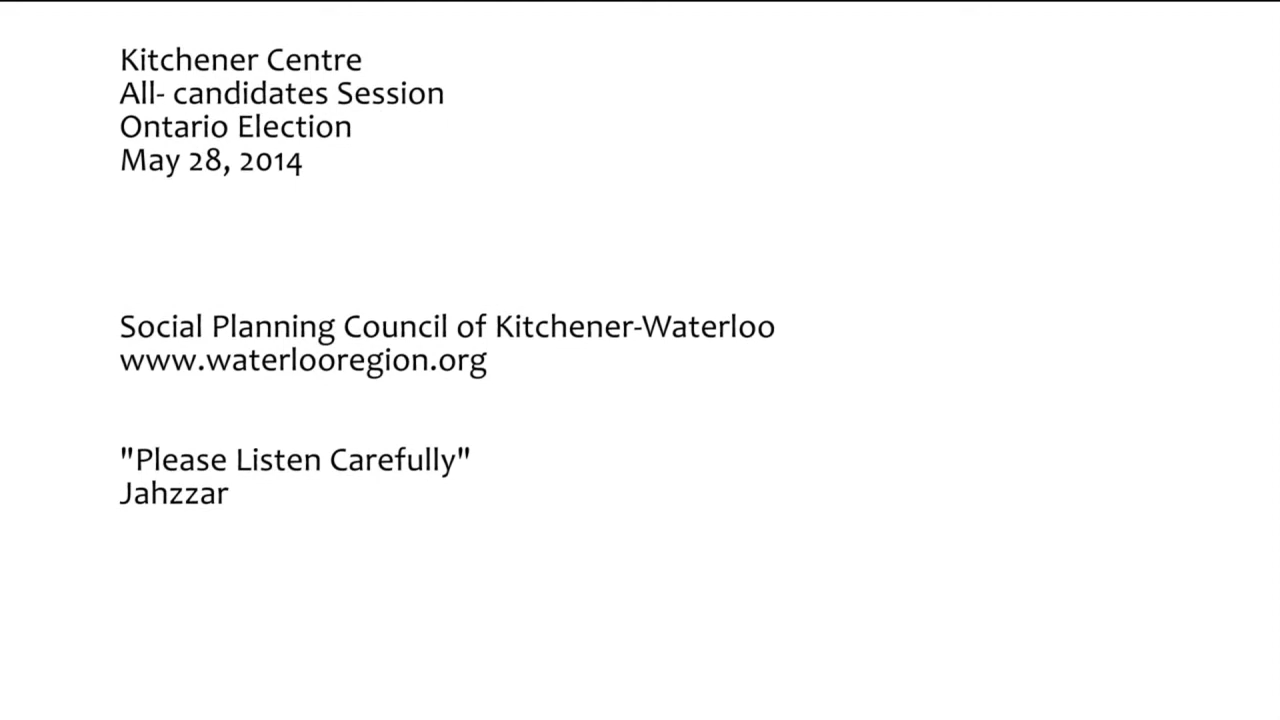 Kitchener Centre
All- candidates Session
Ontario Election
May 28, 2014
Social Planning Council of Kitchener-Waterloo
www.waterlooregion.org
"Please Listen Carefully"
Jahzzar